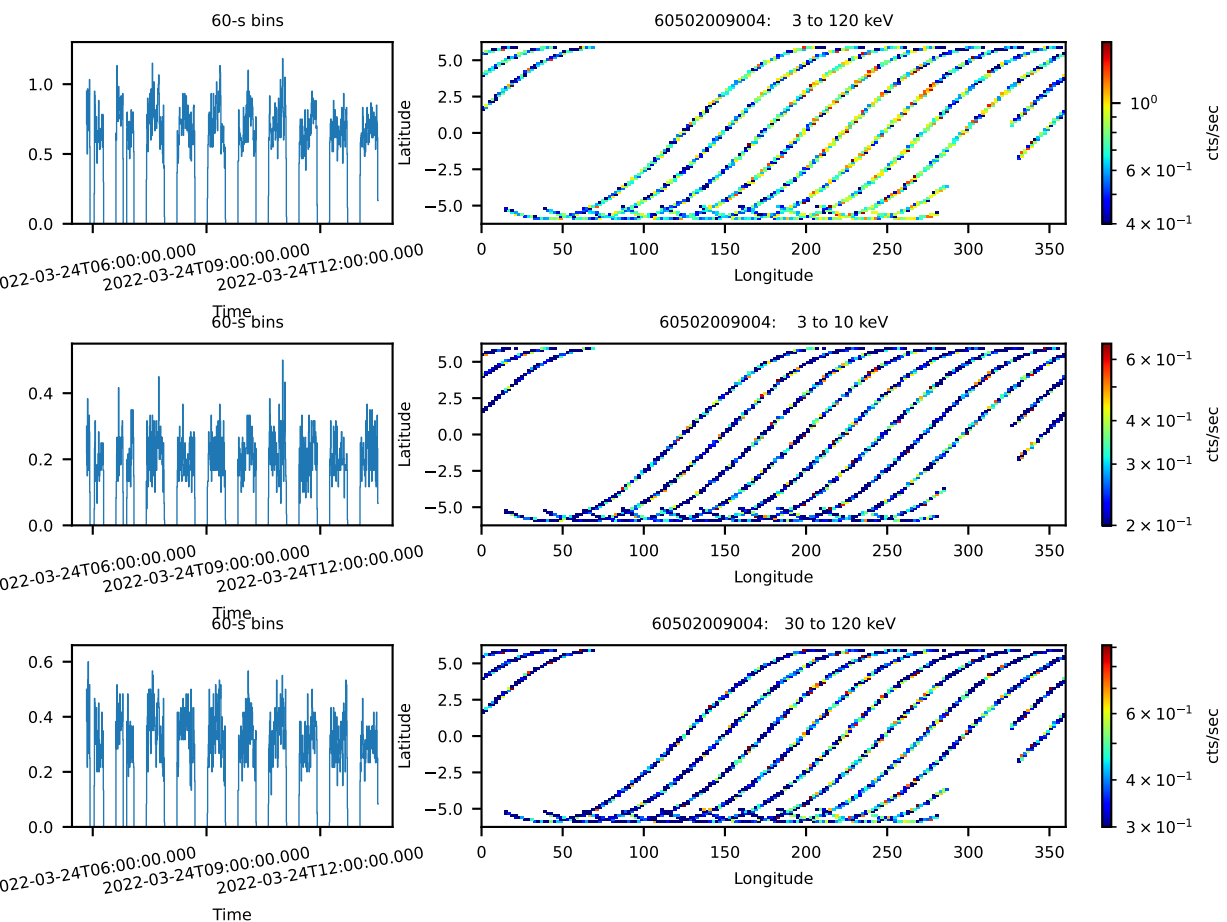 60-s bins
60502009004:    3 to 120 keV
1.0
0.5
0.0
Latitude
5.0
2.5
0.0
−2.5
−5.0
10⁰
6 × 10⁻¹
4 × 10⁻¹
cts/sec
0 50 100 150 200 250 300 350
Longitude
022-03-24T06:00:00.000
2022-03-24T09:00:00.000
2022-03-24T12:00:00.000
Time
60-s bins
60502009004:    3 to 10 keV
0.4
0.2
0.0
Latitude
5.0
2.5
0.0
−2.5
−5.0
6 × 10⁻¹
4 × 10⁻¹
3 × 10⁻¹
2 × 10⁻¹
cts/sec
0 50 100 150 200 250 300 350
Longitude
022-03-24T06:00:00.000
2022-03-24T09:00:00.000
2022-03-24T12:00:00.000
Time
60-s bins
60502009004:   30 to 120 keV
0.6
0.4
0.2
0.0
Latitude
5.0
2.5
0.0
−2.5
−5.0
6 × 10⁻¹
4 × 10⁻¹
3 × 10⁻¹
cts/sec
0 50 100 150 200 250 300 350
Longitude
022-03-24T06:00:00.000
2022-03-24T09:00:00.000
2022-03-24T12:00:00.000
Time